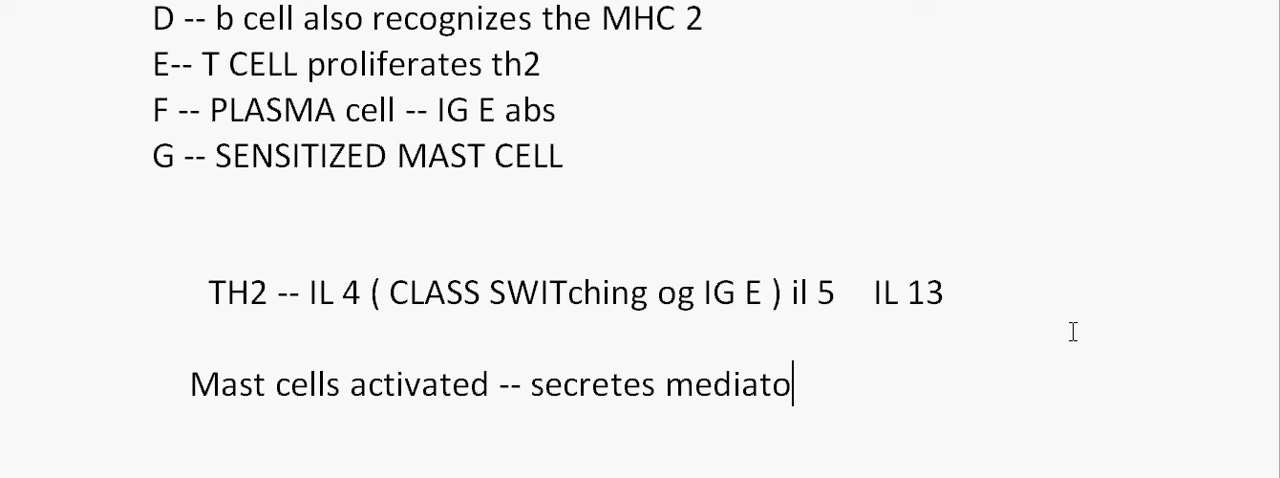 D -- b cell also recognizes the MHC 2
E-- T CELL proliferates th2
F -- PLASMA cell -- IG E abs
G -- SENSITIZED MAST CELL
TH2 -- IL 4 ( CLASS SWITching og IG E ) il 5 IL 13
Mast cells activated -- secretes mediato